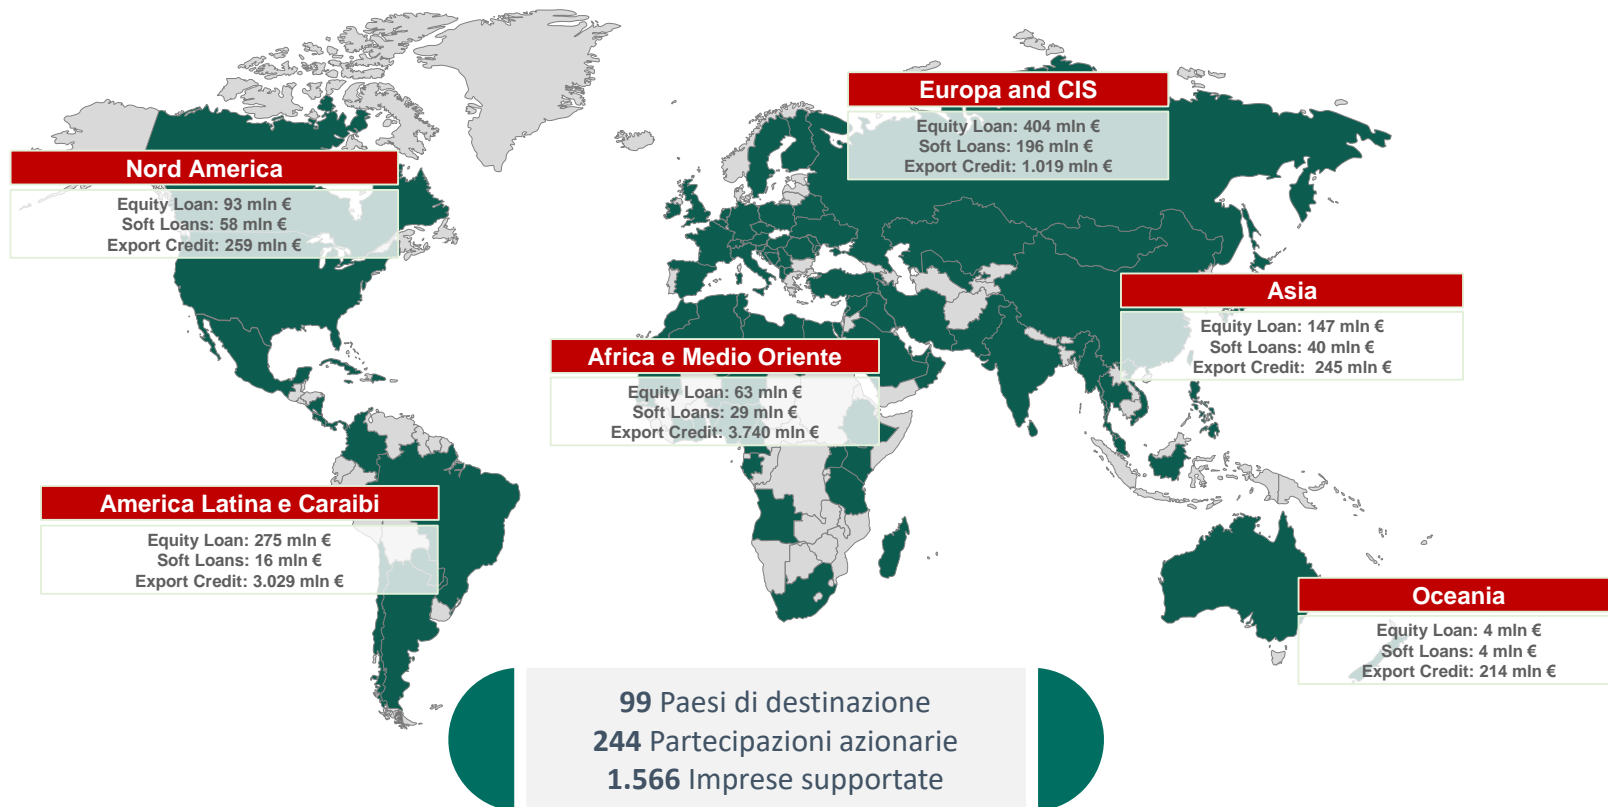 Europa and CIS
Equity Loan: 404 mln €
Soft Loans: 196 mln €
Export Credit: 1.019 mln €
Nord America
Equity Loan: 93 mln €
Soft Loans: 58 mln €
Export Credit: 259 mln €
Asia
Equity Loan: 147 mln €
Soft Loans: 40 mln €
Export Credit: 245 mln €
Africa e Medio Oriente
Equity Loan: 63 mln €
Soft Loans: 29 mln €
Export Credit: 3.740 mln €
America Latina e Caraibi
Equity Loan: 275 mln €
Soft Loans: 16 mln €
Export Credit: 3.029 mln €
Oceania
Equity Loan: 4 mln €
Soft Loans: 4 mln €
Export Credit: 214 mln €
99 Paesi di destinazione
244 Partecipazioni azionarie
1.566 Imprese supportate